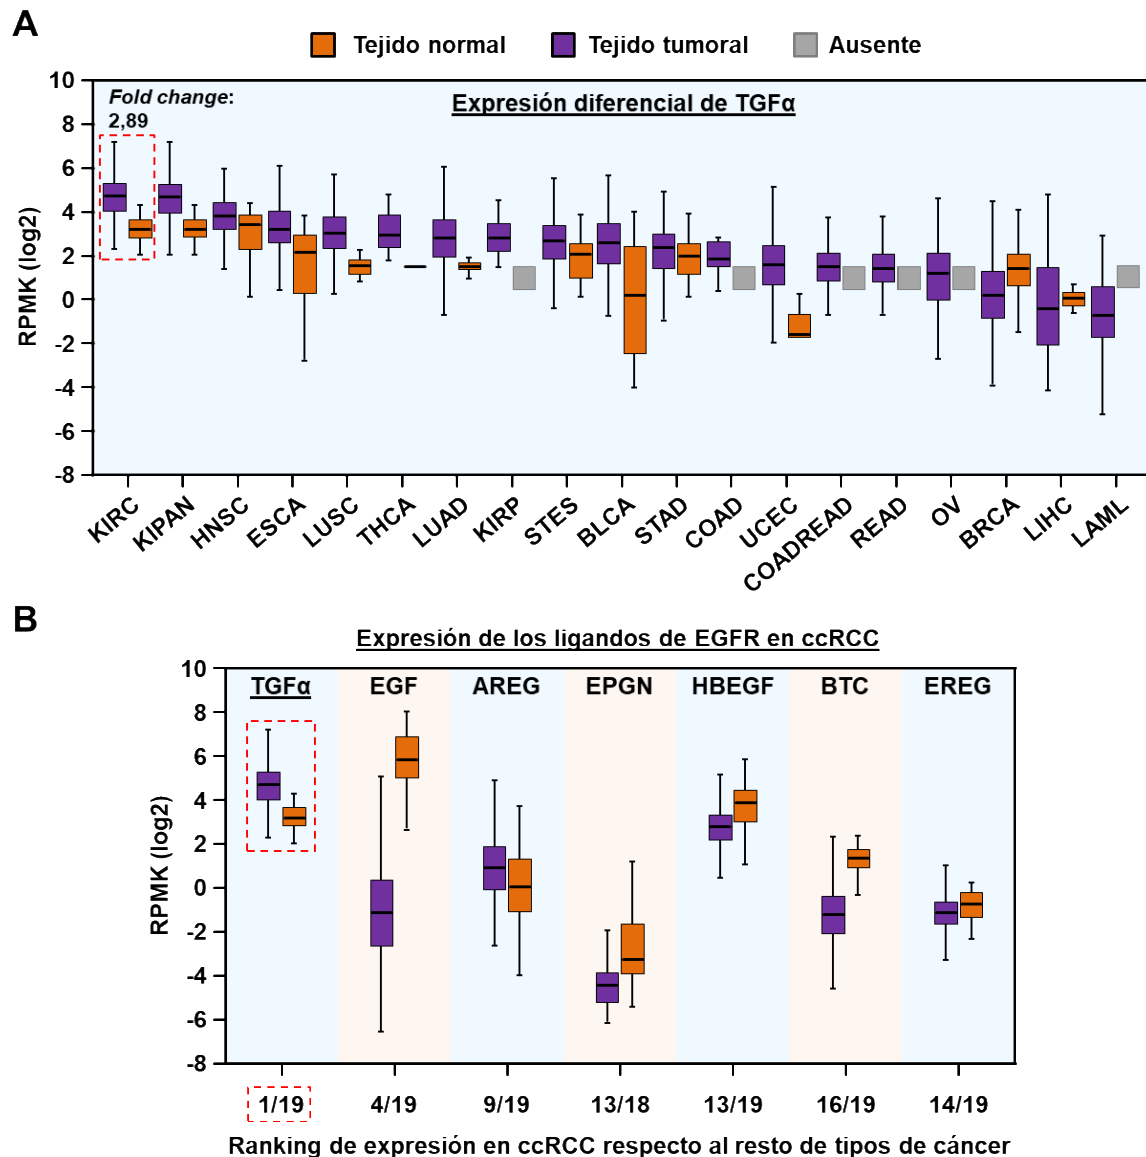 A
Tejido normal
Tejido tumoral
Ausente
Expresión diferencial de TGFα
Fold change:
2,89
RPMK (log2)
10
8
6
4
2
0
-2
-4
-6
-8
KIRC
KIPAN
HNSC
ESCA
LUSC
THCA
LUAD
KIRP
STES
BLCA
STAD
COAD
UCEC
COADREAD
READ
OV
BRCA
LIHC
LAML
B
Expresión de los ligandos de EGFR en ccRCC
TGFα EGF AREG EPGN HBEGF BTC EREG
RPMK (log2)
10
8
6
4
2
0
-2
-4
-6
-8
1/19 4/19 9/19 13/18 13/19 16/19 14/19
Ranking de expresión en ccRCC respecto al resto de tipos de cáncer